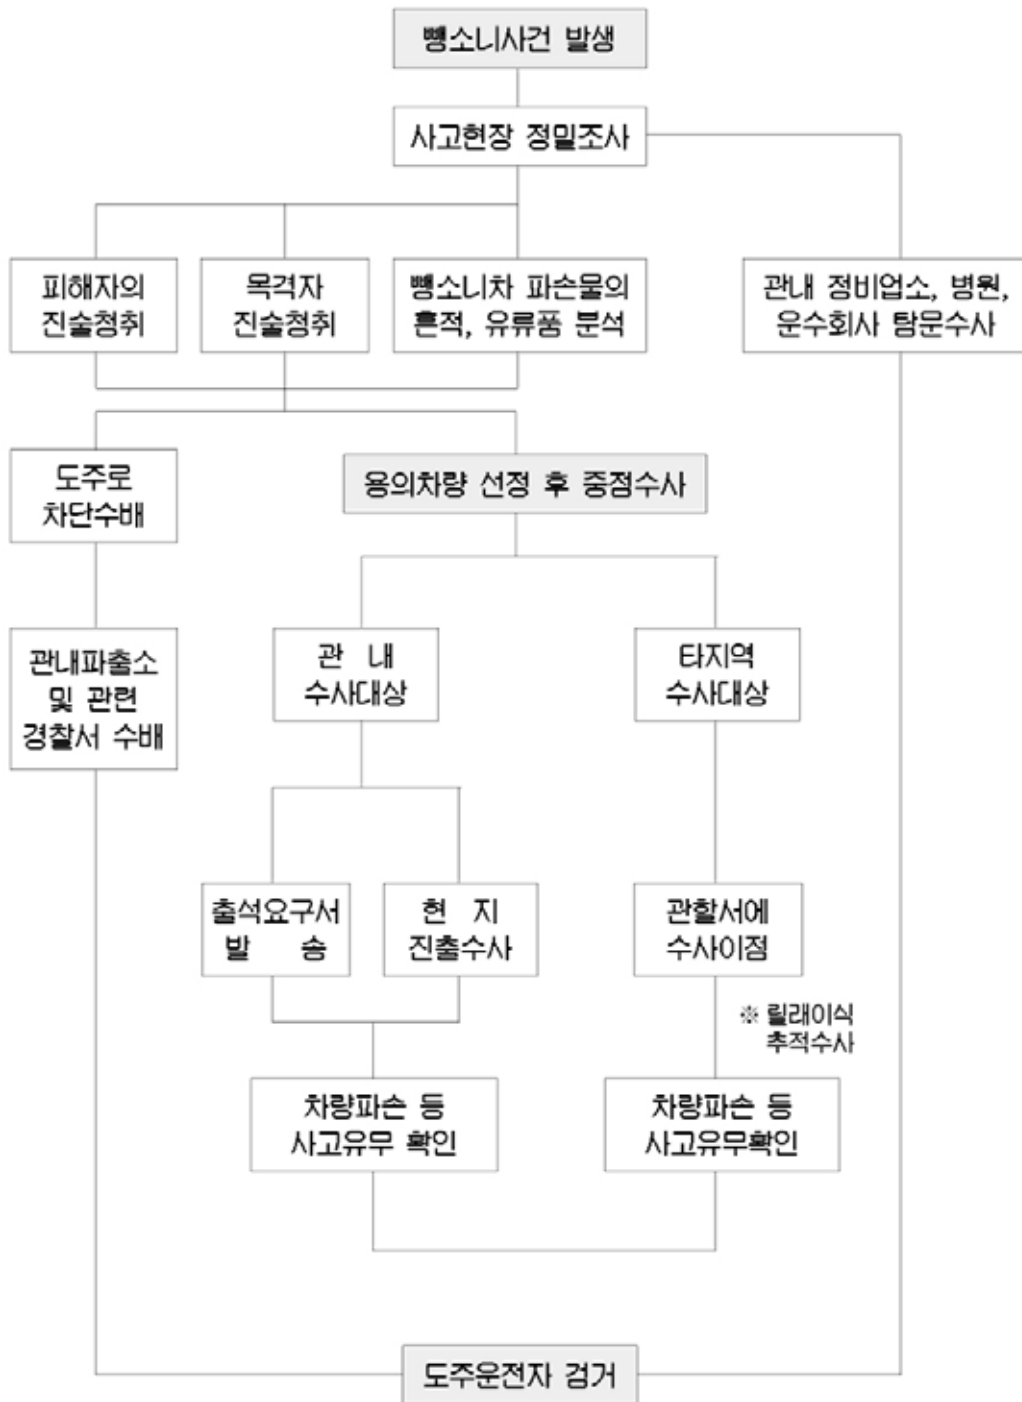 뺑소니사건 발생
사고현장 정밀조사
피해자의
진술청취
목격자
진술청취
뺑소니차 파손물의
흔적, 유류품 분석
관내 정비업소, 병원,
운수회사 탐문수사
도주로
차단수배
용의차량 선정 후 중점수사
관내파출소
및 관련
경찰서 수배
관 내
수사대상
타지역
수사대상
출석요구서
발 송
현 지
진출수사
관할서에
수사이첨
※ 릴래이식
추적수사
차량파손 등
사고유무 확인
차량파손 등
사고유무확인
도주운전자 검거